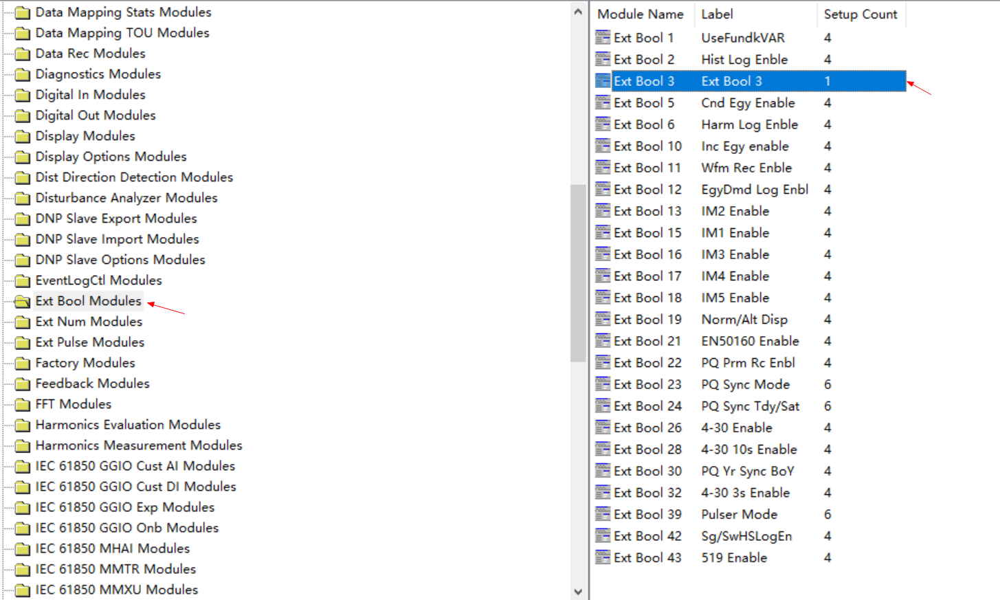 Data Mapping Stats Modules
Data Mapping TOU Modules
Data Rec Modules
Diagnostics Modules
Digital In Modules
Digital Out Modules
Display Modules
Display Options Modules
Dist Direction Detection Modules
Disturbance Analyzer Modules
DNP Slave Export Modules
DNP Slave Import Modules
DNP Slave Options Modules
EventLogCtl Modules
Ext Bool Modules
Ext Num Modules
Ext Pulse Modules
Factory Modules
Feedback Modules
FFT Modules
Harmonics Evaluation Modules
Harmonics Measurement Modules
IEC 61850 GGIO Cust AI Modules
IEC 61850 GGIO Cust DI Modules
IEC 61850 GGIO Exp Modules
IEC 61850 GGIO Onb Modules
IEC 61850 MHAI Modules
IEC 61850 MMTR Modules
IEC 61850 MMXU Modules
Module Name Label Setup Count
Ext Bool 1 UseFundkVAR 4
Ext Bool 2 Hist Log Enble 4
Ext Bool 3 Ext Bool 3 1
Ext Bool 5 Cnd Egy Enable 4
Ext Bool 6 Harm Log Enble 4
Ext Bool 10 Inc Egy enable 4
Ext Bool 11 Wfm Rec Enble 4
Ext Bool 12 EgyDmd Log Enbl 4
Ext Bool 13 IM2 Enable 4
Ext Bool 15 IM1 Enable 4
Ext Bool 16 IM3 Enable 4
Ext Bool 17 IM4 Enable 4
Ext Bool 18 IM5 Enable 4
Ext Bool 19 Norm/Alt Disp 4
Ext Bool 21 EN50160 Enable 4
Ext Bool 22 PQ Prm Rc Enbl 4
Ext Bool 23 PQ Sync Mode 6
Ext Bool 24 PQ Sync Tdy/Sat 6
Ext Bool 26 4-30 Enable 4
Ext Bool 28 4-30 10s Enable 4
Ext Bool 30 PQ Yr Sync BoY 4
Ext Bool 32 4-30 3s Enable 4
Ext Bool 39 Pulser Mode 6
Ext Bool 42 Sg/SwHSLogEn 4
Ext Bool 43 519 Enable 4